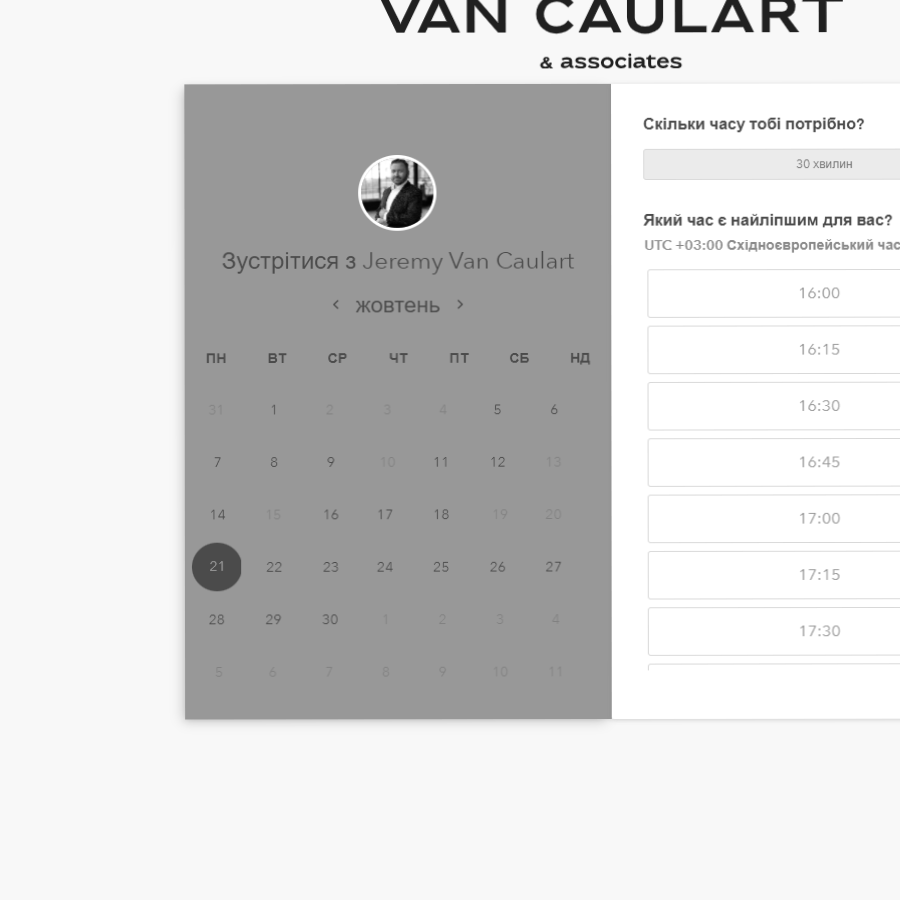 VAN CAULART
& associates
Зустрітися з Jeremy Van Caulart
жовтень
ПН ВТ СР ЧТ ПТ СБ НД
31 1 2 3 4 5 6
7 8 9 10 11 12 13
14 15 16 17 18 19 20
21 22 23 24 25 26 27
28 29 30 1 2 3 4
5 6 7 8 9 10 11
Скільки часу тобі потрібно?
30 хвилин
Який час є найліпшим для вас?
UTC +03:00 Східноєвропейський час
16:00
16:15
16:30
16:45
17:00
17:15
17:30